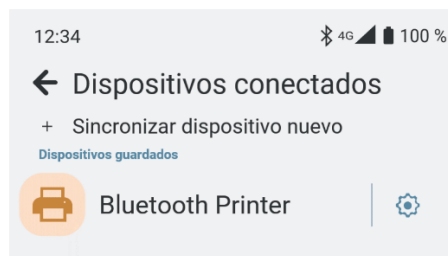 12:34 4G 100 %
Dispositivos conectados
+ Sincronizar dispositivo nuevo
Dispositivos guardados
Bluetooth Printer